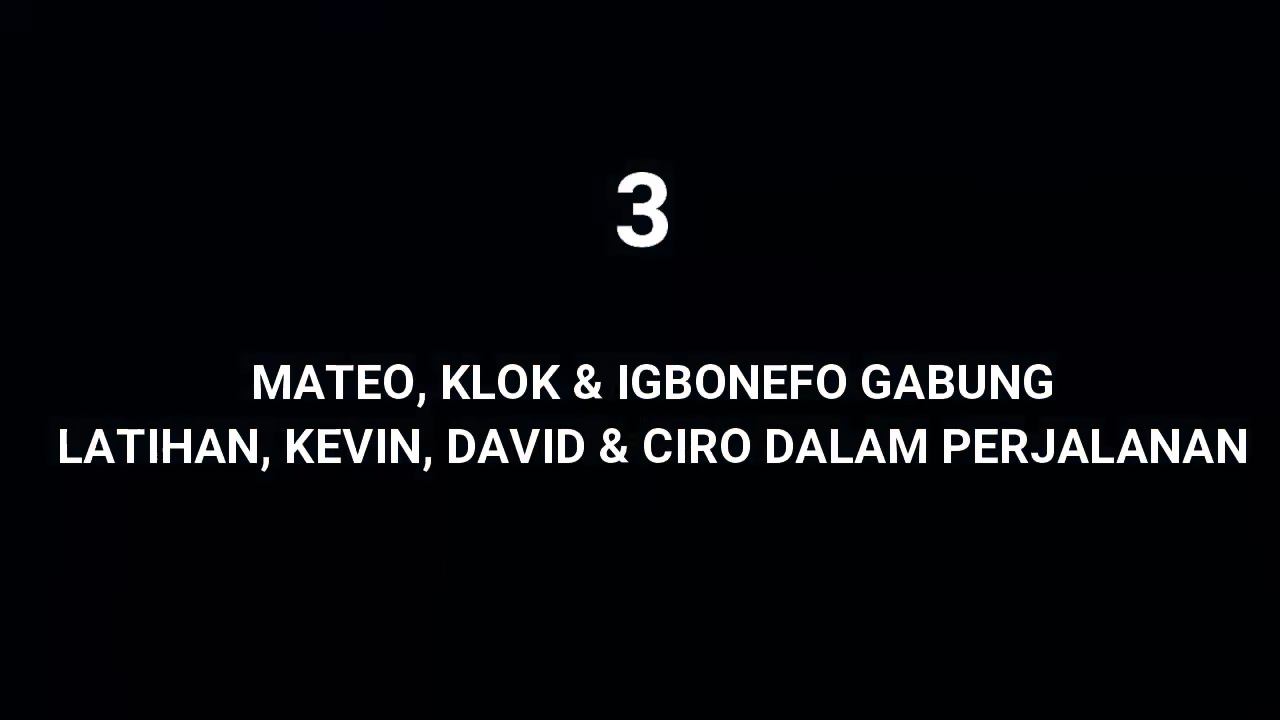 3
MATEO, KLOK & IGBONEFO GABUNG
LATIHAN, KEVIN, DAVID & CIRO DALAM PERJALANAN